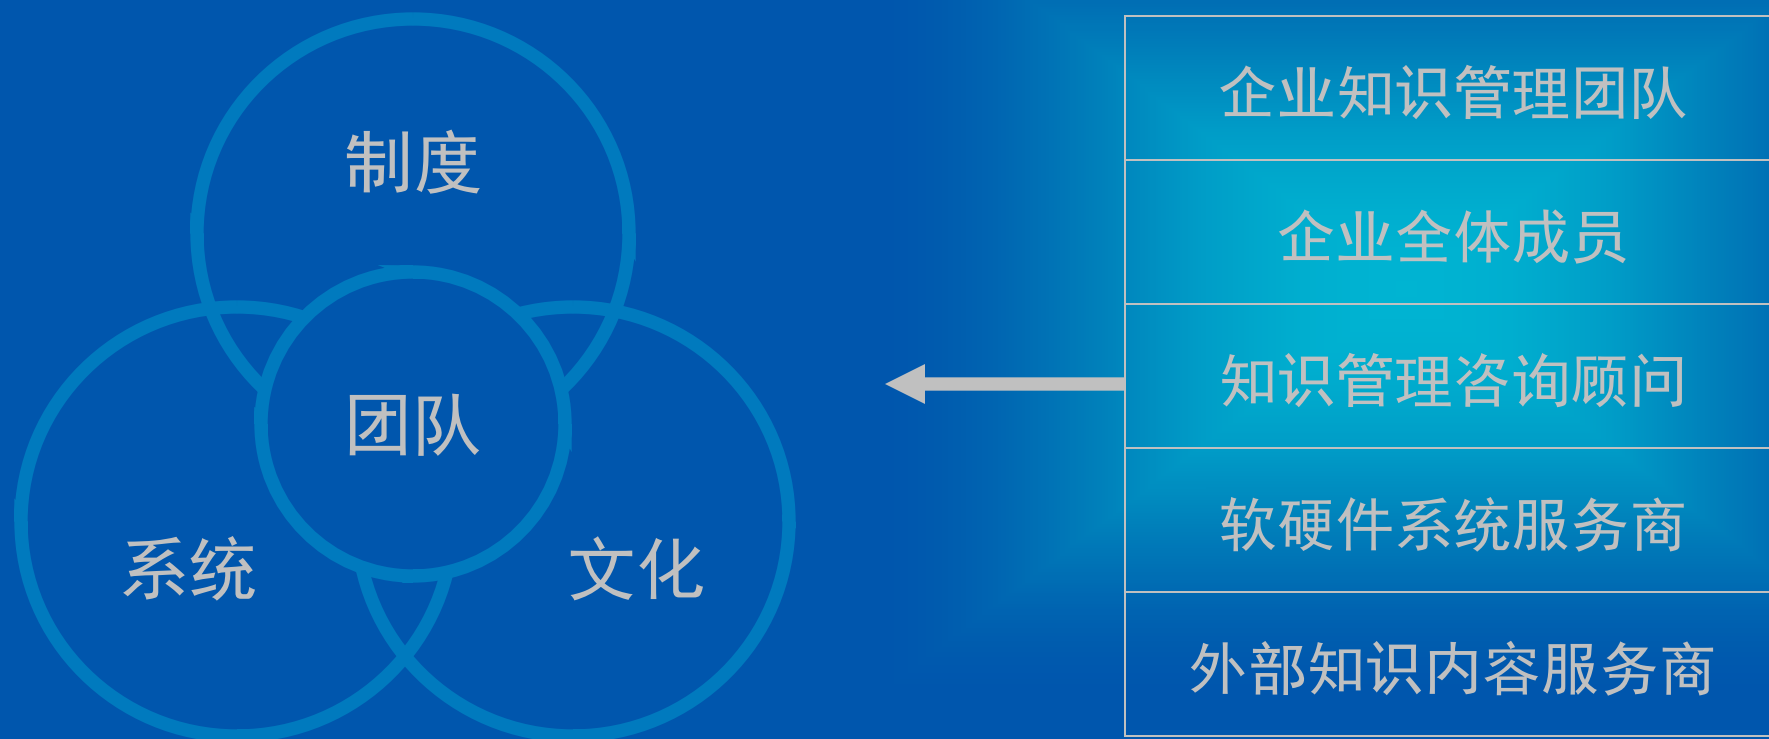 制度
团队
系统
文化
企业知识管理团队
企业全体成员
知识管理咨询顾问
软硬件系统服务商
外部知识内容服务商